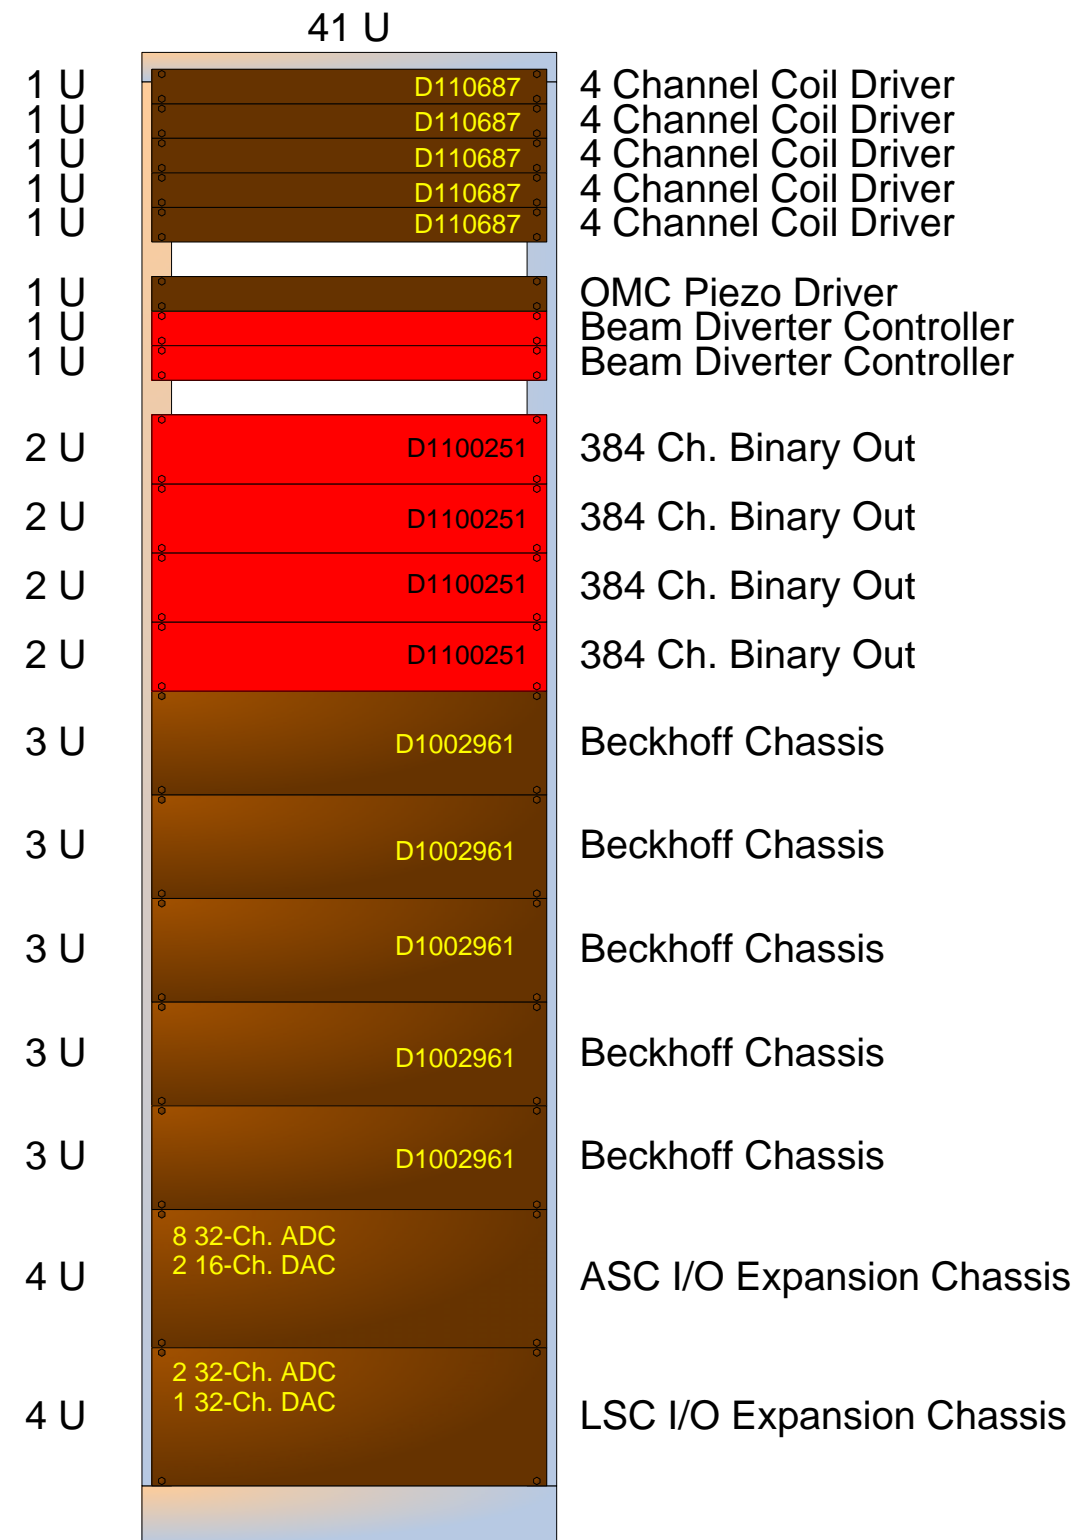 41 U
1 U D110687 4 Channel Coil Driver
1 U D110687 4 Channel Coil Driver
1 U D110687 4 Channel Coil Driver
1 U D110687 4 Channel Coil Driver
1 U D110687 4 Channel Coil Driver
1 U OMC Piezo Driver
1 U Beam Diverter Controller
1 U Beam Diverter Controller
2 U D1100251 384 Ch. Binary Out
2 U D1100251 384 Ch. Binary Out
2 U D1100251 384 Ch. Binary Out
2 U D1100251 384 Ch. Binary Out
3 U D1002961 Beckhoff Chassis
3 U D1002961 Beckhoff Chassis
3 U D1002961 Beckhoff Chassis
3 U D1002961 Beckhoff Chassis
3 U D1002961 Beckhoff Chassis
8 32-Ch. ADC
2 16-Ch. DAC
4 U ASC I/O Expansion Chassis
2 32-Ch. ADC
1 32-Ch. DAC
4 U LSC I/O Expansion Chassis